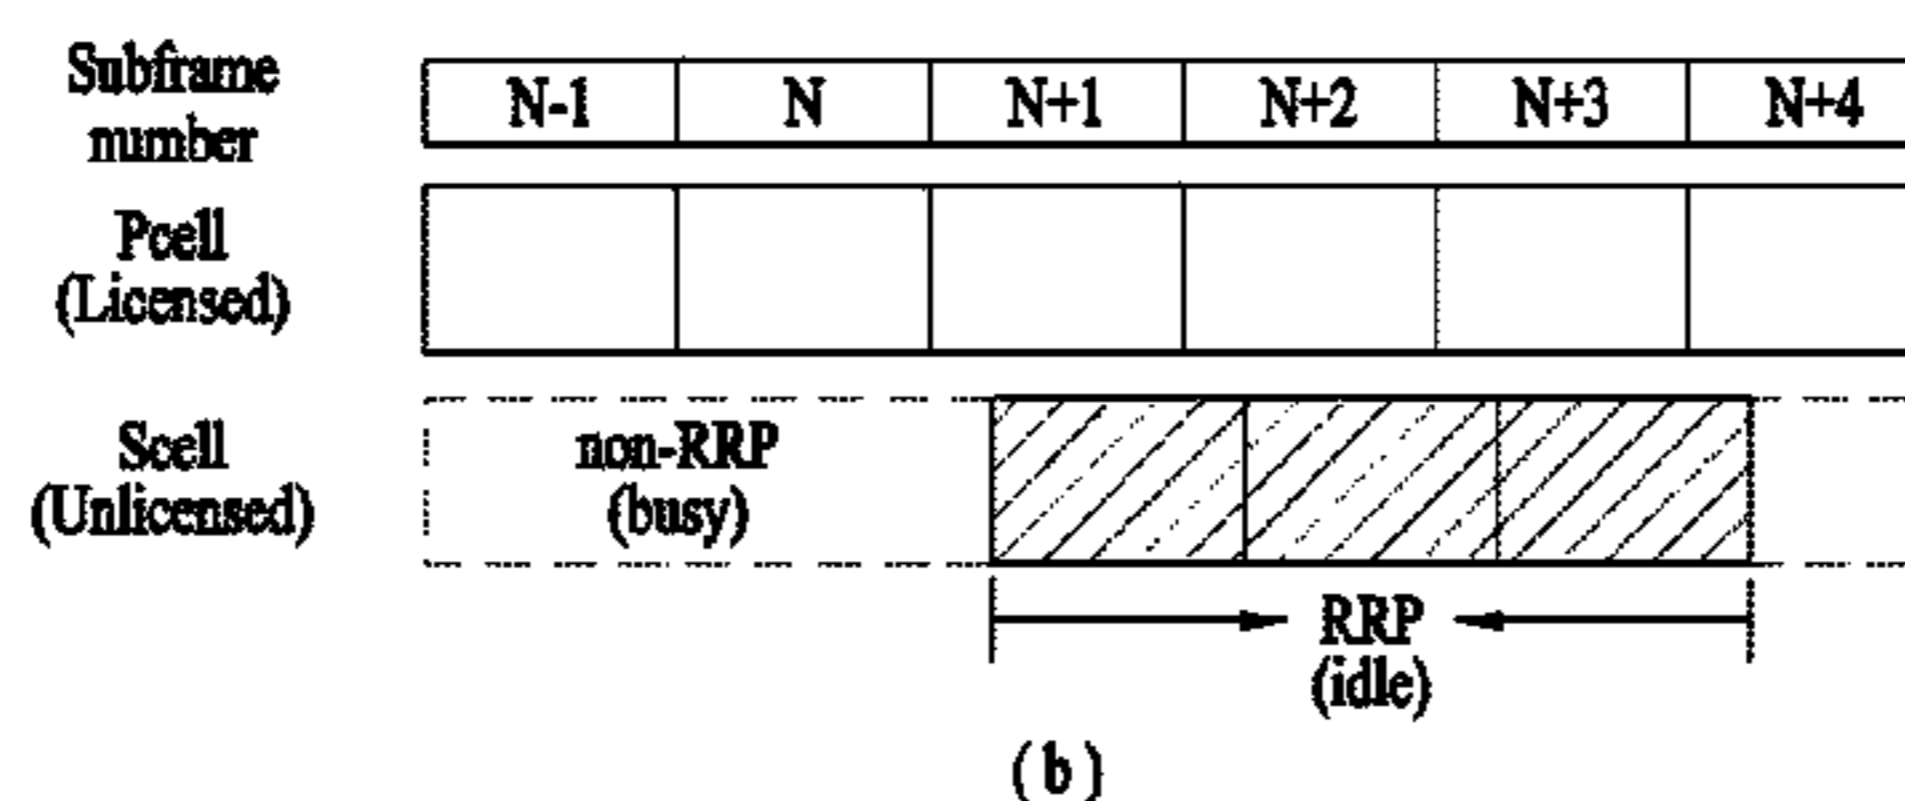 Subframe
number
N-1 N N+1 N+2 N+3 N+4
Pcell
(Licensed)
Scell
(Unlicensed)
non-RRP
(busy)
RRP
(idle)
(b)